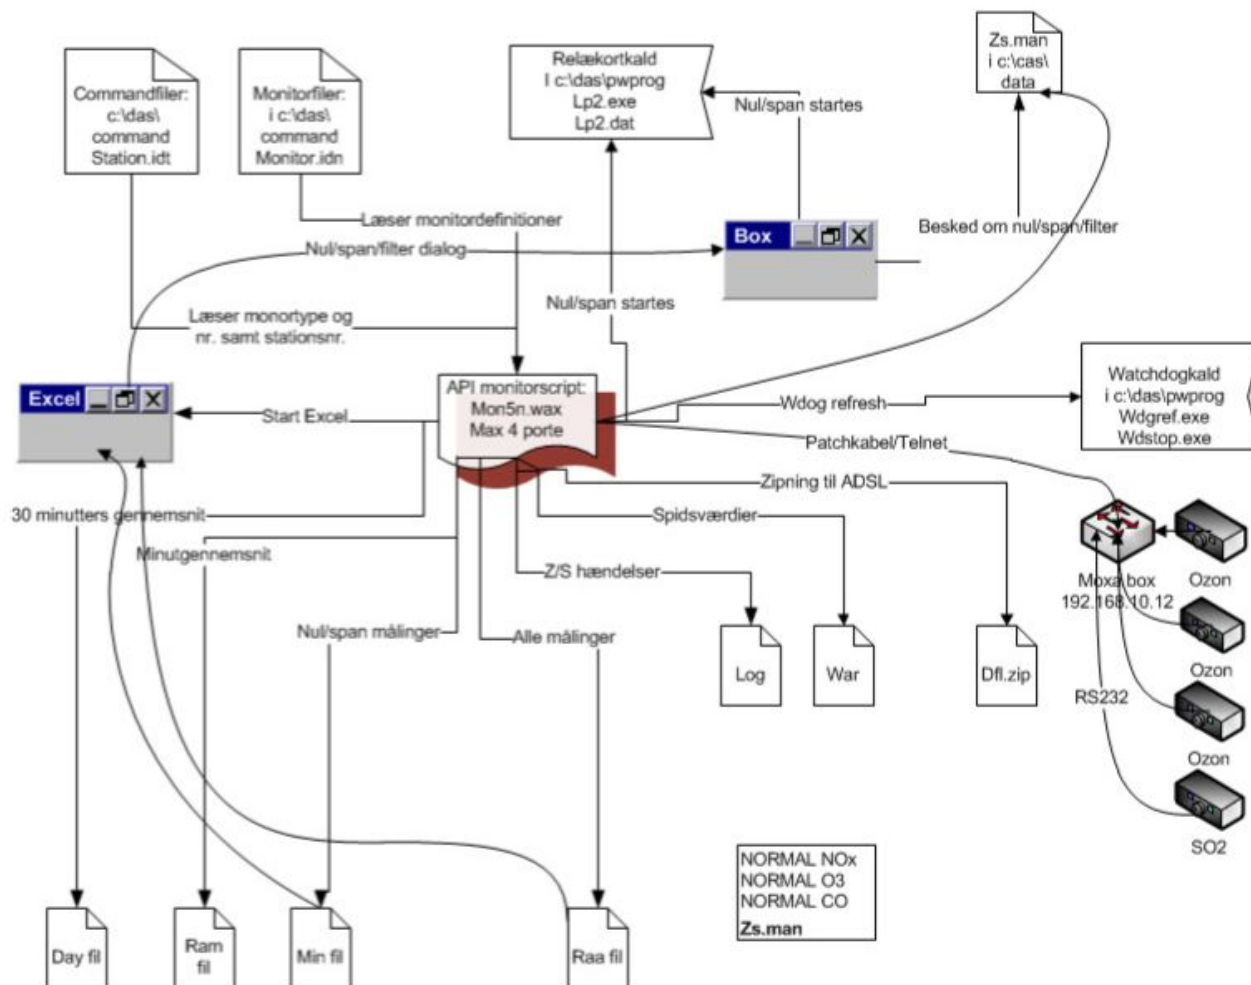 Commandfiler:
c:\das\
command
Station.idt
Monitorfiler:
i c:\das\
command
Monitor.idn
Relækortkald
I c:\das\pwprog
Lp2.exe
Lp2.dat
Nul/span startes
Zs.man
i c:\cas\
data
Læser monitordefinitioner
Nul/span/filter dialog
Box
Besked om nul/span/filter
Nul/span startes
Læser monortype og
nr. samt stationsnr.
Excel
Start Excel
API monitorscript:
Mon5n.wax
Max 4 porte
Wdog refresh
Watchdogkald
i c:\das\pwprog
Wdgref.exe
Wdstop.exe
Patchkabel/Telnet
Zipning til ADSL
30 minutters gennemsnit
Spidsværdier
Minutgennemsnit
Z/S hændelser
Moxa box
192.168.10.12
Ozon
Nul/span målinger
Alle målinger
Log
War
Dfl.zip
Ozon
RS232
Ozon
SO2
NORMAL NOx
NORMAL O3
NORMAL CO
Zs.man
Day fil
Ram
fil
Min fil
Raa fil